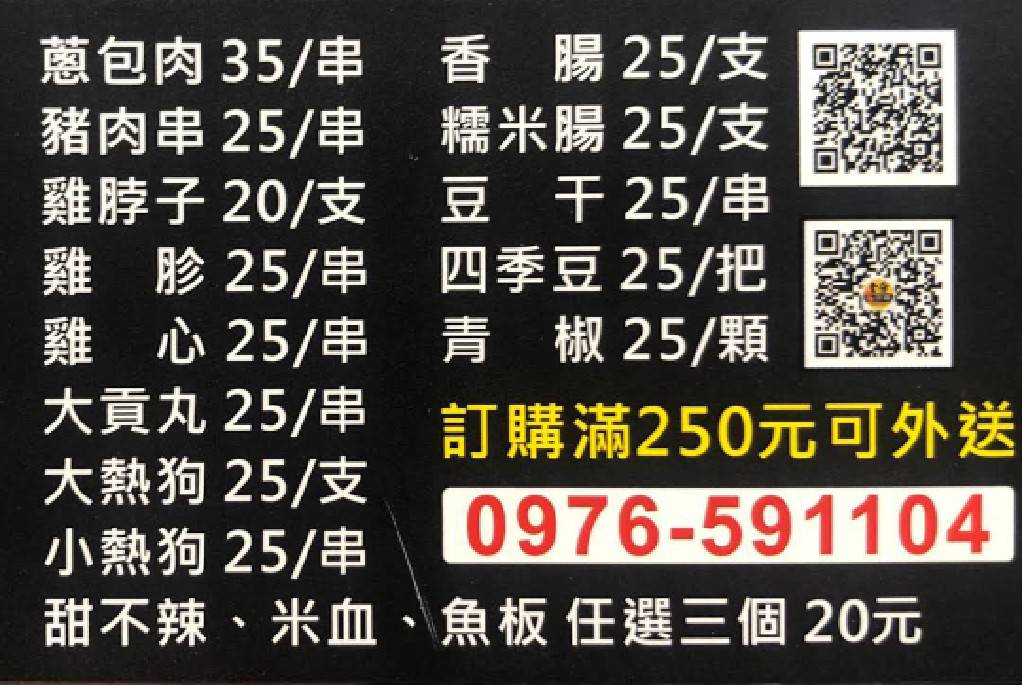 蔥包肉 35/串
豬肉串 25/串
雞脖子 20/支
雞胗 25/串
雞心 25/串
大貢丸 25/串
大熱狗 25/支
小熱狗 25/串
香腸 25/支
糯米腸 25/支
豆干 25/串
四季豆 25/把
青椒 25/顆
訂購滿250元可外送
0976-591104
甜不辣、米血、魚板 任選三個 20元